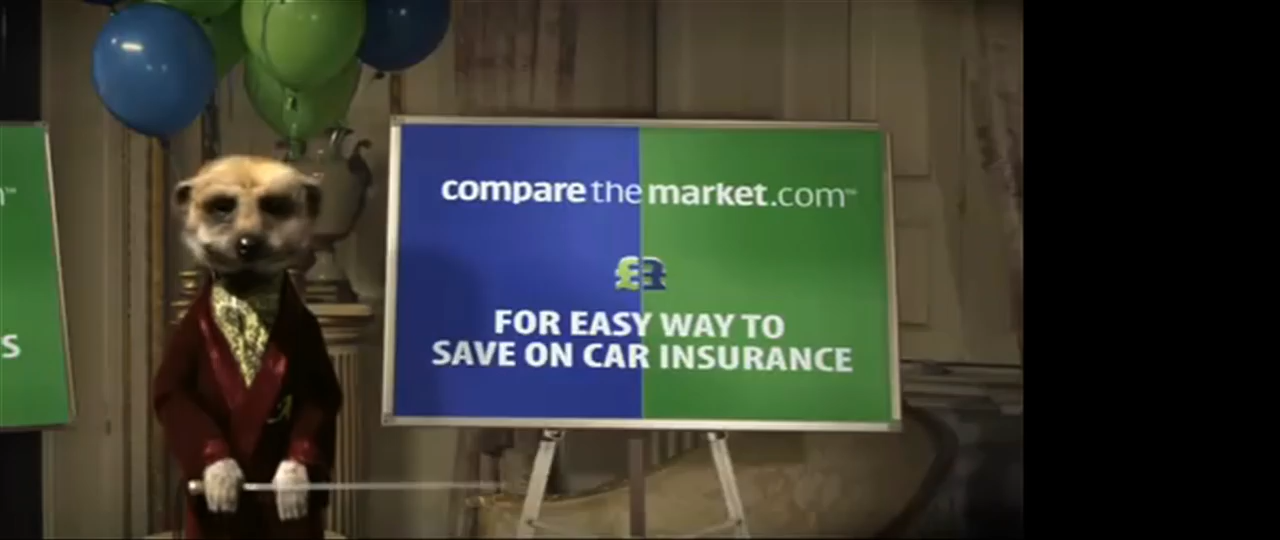 comparethemarket.com™
££
FOR EASY WAY TO
SAVE ON CAR INSURANCE
S